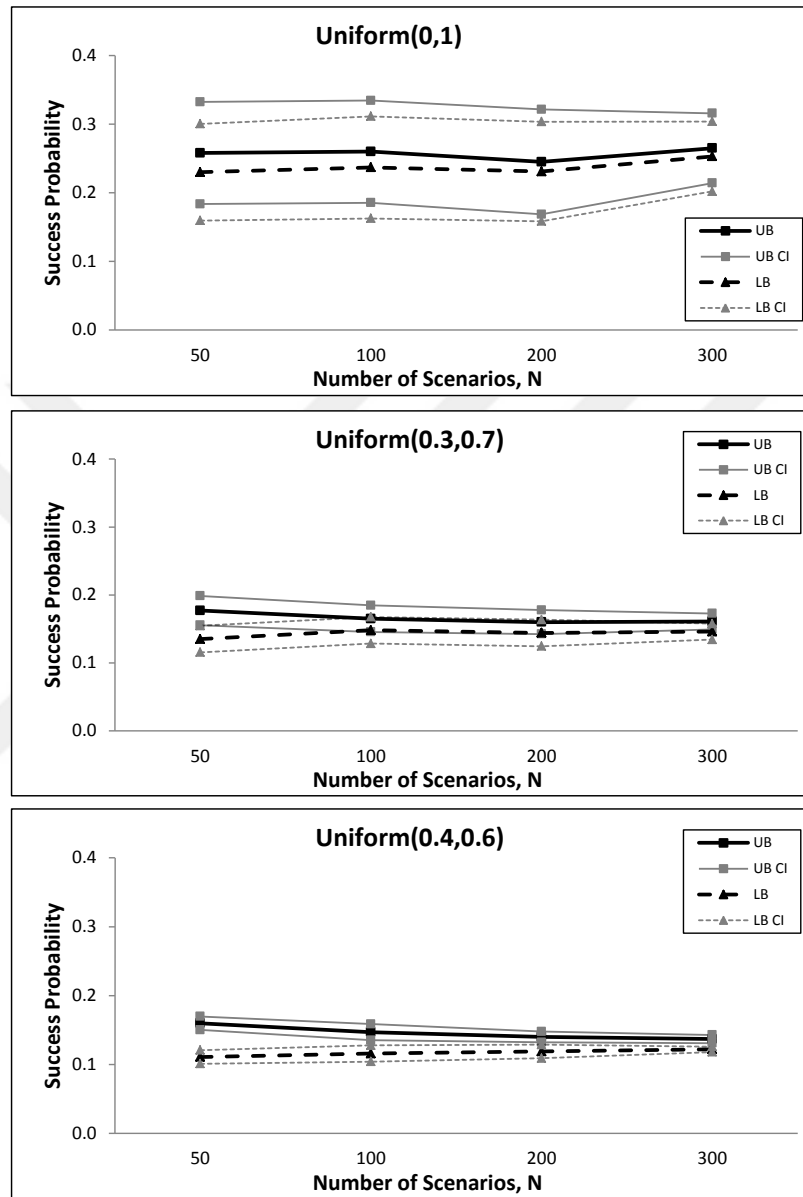 Uniform(0,1)
0.4
0.3
0.2
0.1
0.0
Success Probability
50 100 200 300
Number of Scenarios, N
UB
UB CI
LB
LB CI
Uniform(0.3,0.7)
0.4
0.3
0.2
0.1
0.0
Success Probability
50 100 200 300
Number of Scenarios, N
UB
UB CI
LB
LB CI
Uniform(0.4,0.6)
0.4
0.3
0.2
0.1
0.0
Success Probability
50 100 200 300
Number of Scenarios, N
UB
UB CI
LB
LB CI